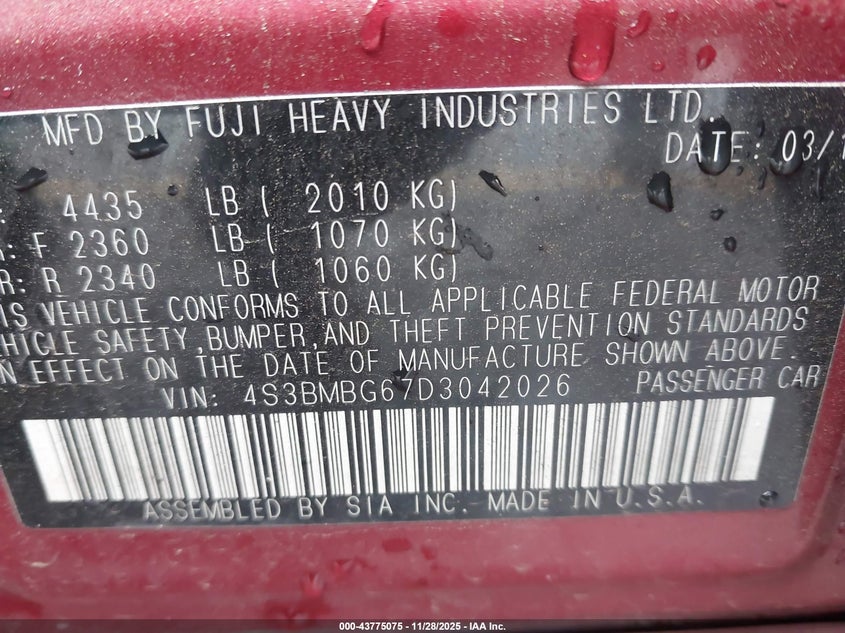 MFD BY FUJI HEAVY INDUSTRIES LTD.
DATE: 03/1
4435 LB ( 2010 KG)
R: F 2360 LB ( 1070 KG)
R: R 2340 LB ( 1060 KG)
IS VEHICLE CONFORMS TO ALL APPLICABLE FEDERAL MOTOR
HICLE SAFETY, BUMPER, AND THEFT PREVENTION STANDARDS
N EFFECT ON THE DATE OF MANUFACTURE SHOWN ABOVE.
VIN: 4S3BMBG67D3042026 PASSENGER CAR
ASSEMBLED BY SIA INC. MADE IN U.S.A.
000-43775075 | 11/28/2025 - IAA Inc.